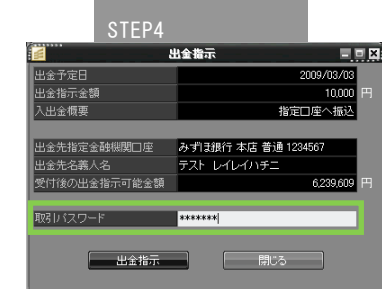 STEP4
出金指示
出金予定日 2009/03/03
出金指示金額 10,000 円
入出金概要 指定口座へ振込
出金先指定金融機関口座 みずほ銀行 本店 普通 1234567
出金先名義人名 テスト レイレイハチニ
受付後の出金指示可能金額 6,239,609 円
取引パスワード *******
出金指示 閉じる